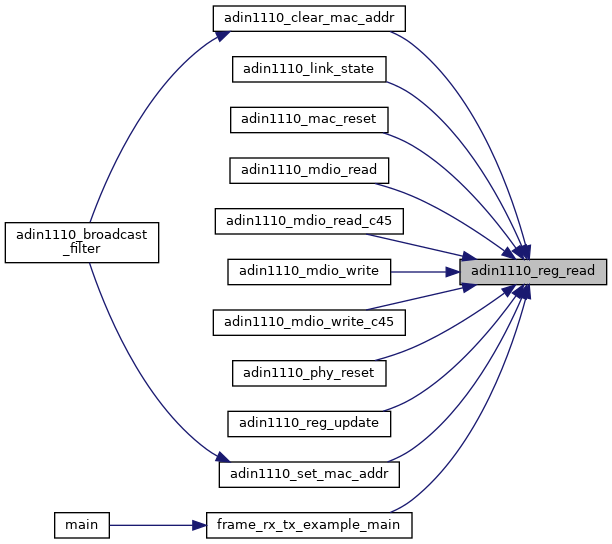 adin1110_clear_mac_addr
adin1110_link_state
adin1110_mac_reset
adin1110_mdio_read
adin1110_mdio_read_c45
adin1110_broadcast
_filter
adin1110_mdio_write
adin1110_reg_read
adin1110_mdio_write_c45
adin1110_phy_reset
adin1110_reg_update
adin1110_set_mac_addr
main
frame_rx_tx_example_main